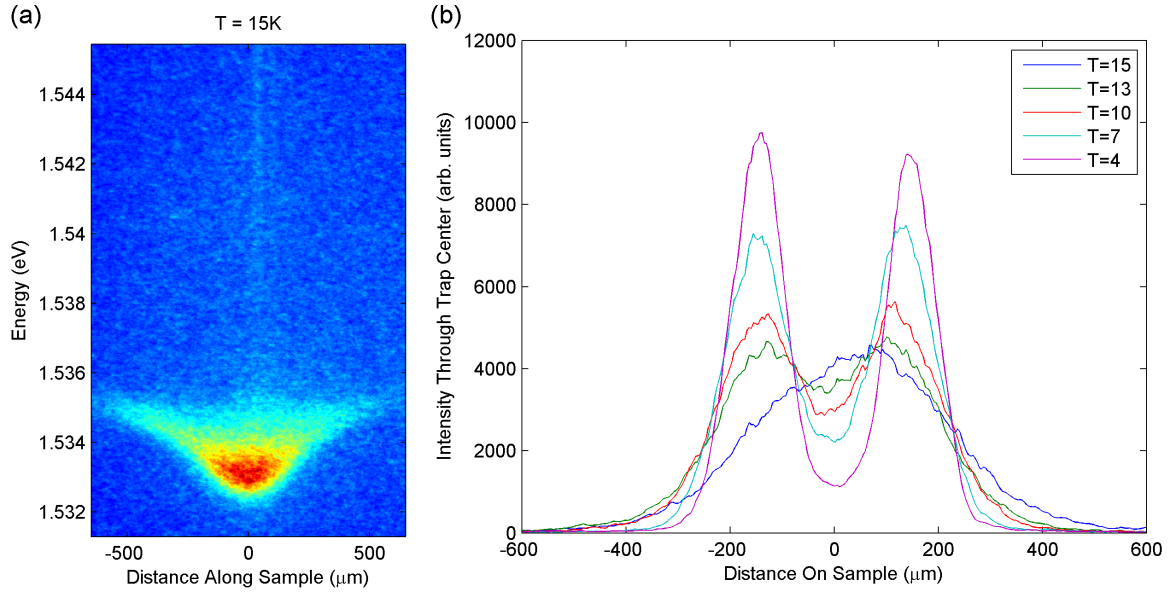 (a)
T = 15K
Energy (eV)
1.544
1.542
1.54
1.538
1.536
1.534
1.532
-500
0
500
Distance Along Sample (μm)
(b)
Intensity Through Trap Center (arb. units)
12000
10000
8000
6000
4000
2000
0
-600
-400
-200
0
200
400
600
Distance On Sample (μm)
T=15
T=13
T=10
T=7
T=4